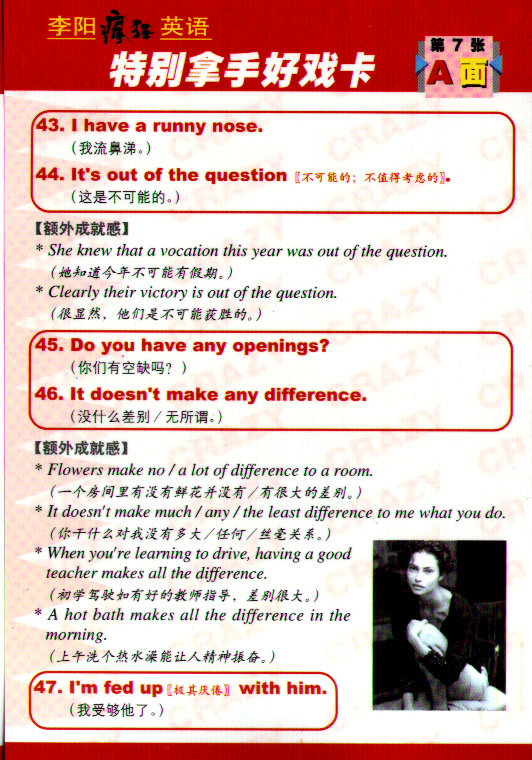 李阳疯狂英语
特别拿手好戏卡
第7张
A面
43. I have a runny nose.
（我流鼻涕。）
44. It's out of the question〖不可能的；不值得考虑的〗.
（这是不可能的。）
【额外成就感】
* She knew that a vocation this year was out of the question.
（她知道今年不可能有假期。）
* Clearly their victory is out of the question.
（很显然，他们是不可能获胜的。）
45. Do you have any openings?
（你们有空缺吗？）
46. It doesn't make any difference.
（没什么差别／无所谓。）
【额外成就感】
* Flowers make no / a lot of difference to a room.
（一个房间里有没有鲜花并没有／有很大的差别。）
* It doesn't make much / any / the least difference to me what you do.
（你干什么对我没有多大／任何／丝毫关系。）
* When you're learning to drive, having a good
teacher makes all the difference.
（初学驾驶如有好的教师指导，差别很大。）
* A hot bath makes all the difference in the
morning.
（上午洗个热水澡能让人精神振奋。）
47. I'm fed up〖极其厌倦〗 with him.
（我受够他了。）
CRAZY